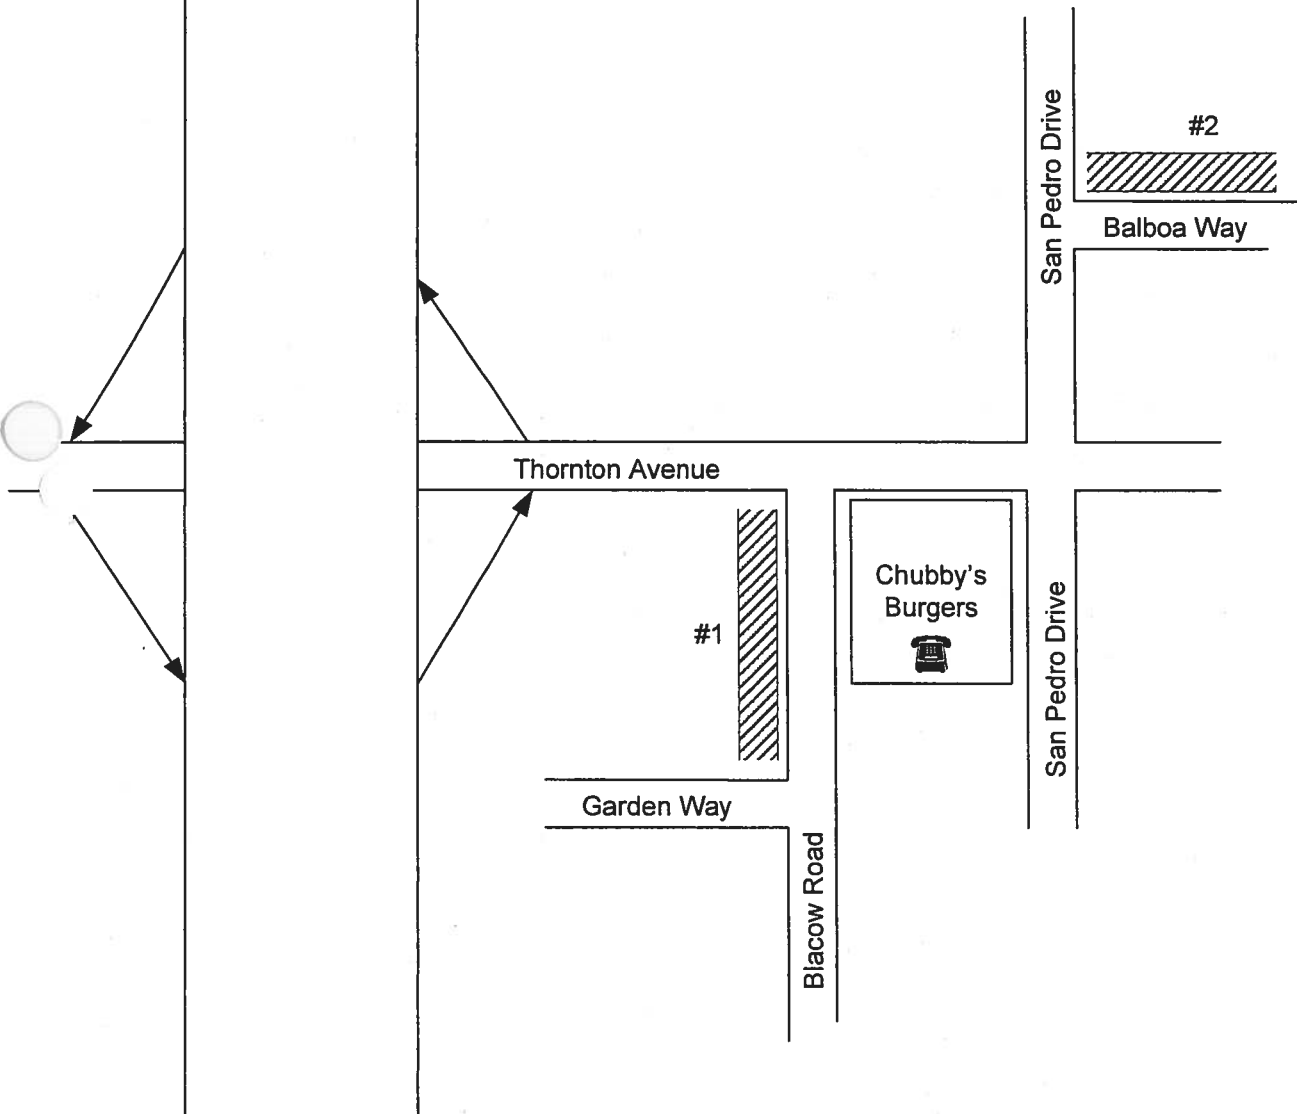 San Pedro Drive
#2
Balboa Way
Thornton Avenue
Chubby's
Burgers
#1
San Pedro Drive
Garden Way
Blacow Road